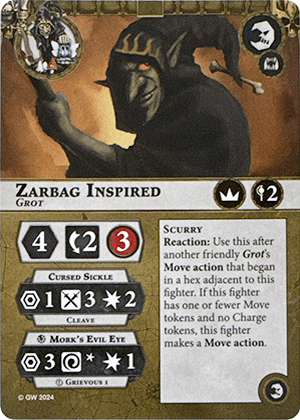 ZARBAG INSPIRED
GROT
2
4 2 3
CURSED SICKLE
1 3 2
CLEAVE
MORK'S EVIL EYE
3 * 1
GRIEVOUS 1
SCURRY
Reaction: Use this after
another friendly Grot's
Move action that began
in a hex adjacent to this
fighter. If this fighter
has one or fewer Move
tokens and no Charge
tokens, this fighter
makes a Move action.
© GW 2024